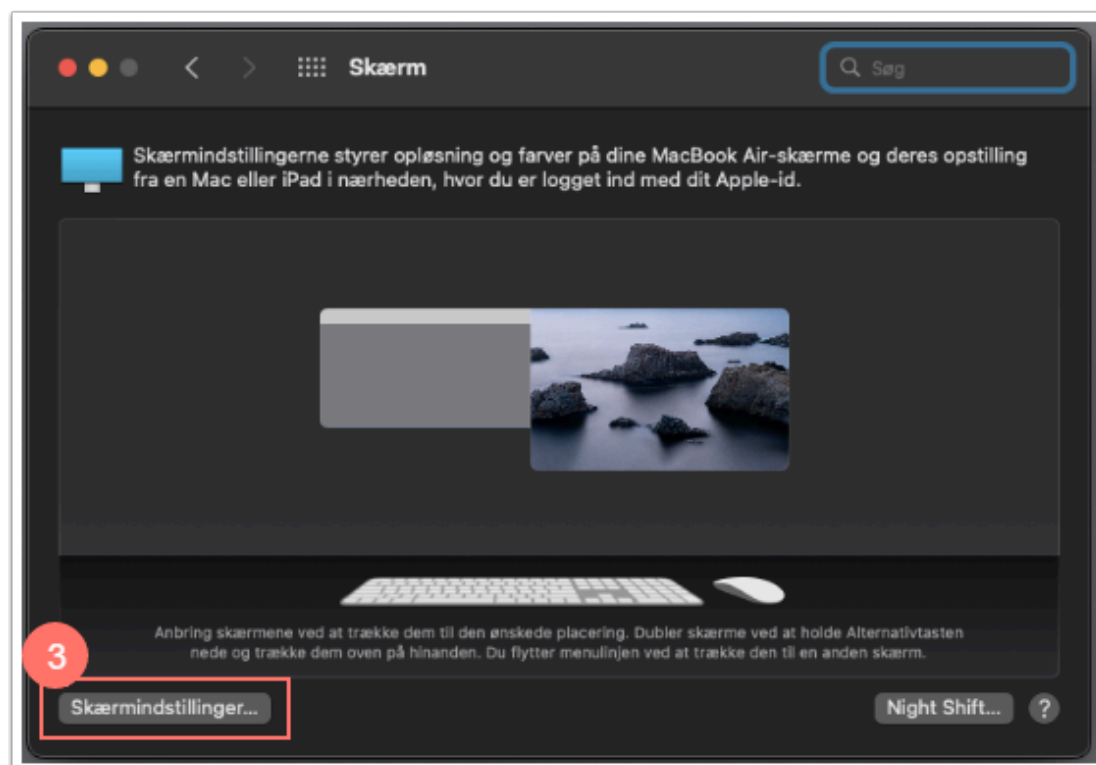 Skærm
Søg
Skærmindstillingerne styrer opløsning og farver på dine MacBook Air-skærme og deres opstilling
fra en Mac eller iPad i nærheden, hvor du er logget ind med dit Apple-id.
Anbring skærmene ved at trække dem til den ønskede placering. Dubler skærme ved at holde Alternativtasten
nede og trække dem oven på hinanden. Du flytter menulinjen ved at trække den til en anden skærm.
3
Skærmindstillinger...
Night Shift...
?